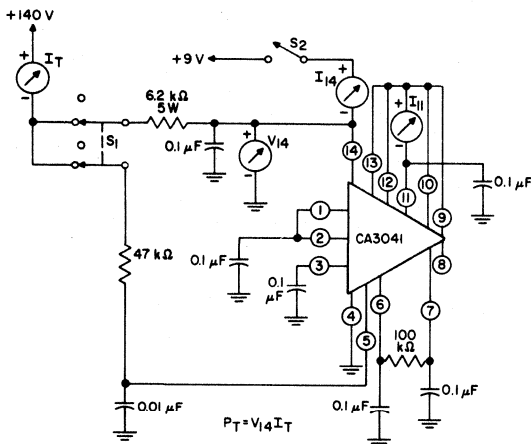 +140 V
+
I_T
-
S_1
6.2 kΩ
5W
+9 V
S_2
+
I_14
-
0.1 μF
+
V_14
-
14
13
12
+
I_11
-
11
10
9
8
0.1 μF
1
2
3
CA3041
4
5
6
7
47 kΩ
0.1 μF
0.1
μF
100
kΩ
0.01 μF
P_T=V_14 I_T
0.1 μF
0.1 μF